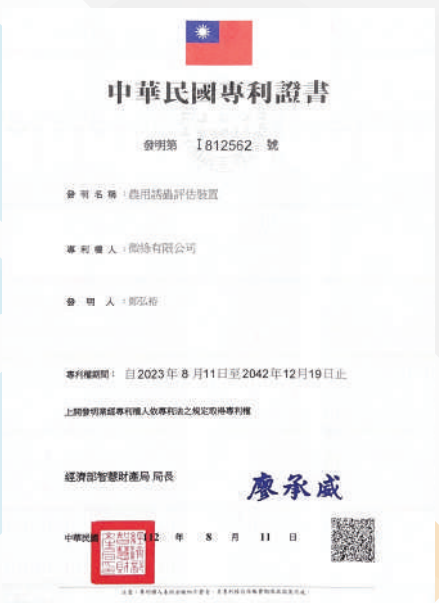 中華民國專利證書
發明第 I812562 號
發明名稱：農用誘蟲評估裝置
專利權人：微綠有限公司
發明人：鄭弘裕
專利權期間：自2023年8月11日至2042年12月19日止
上開發明業經專利權人依專利法之規定取得專利權
經濟部智慧財產局 局長
廖承威
中華民國 112 年 8 月 11 日